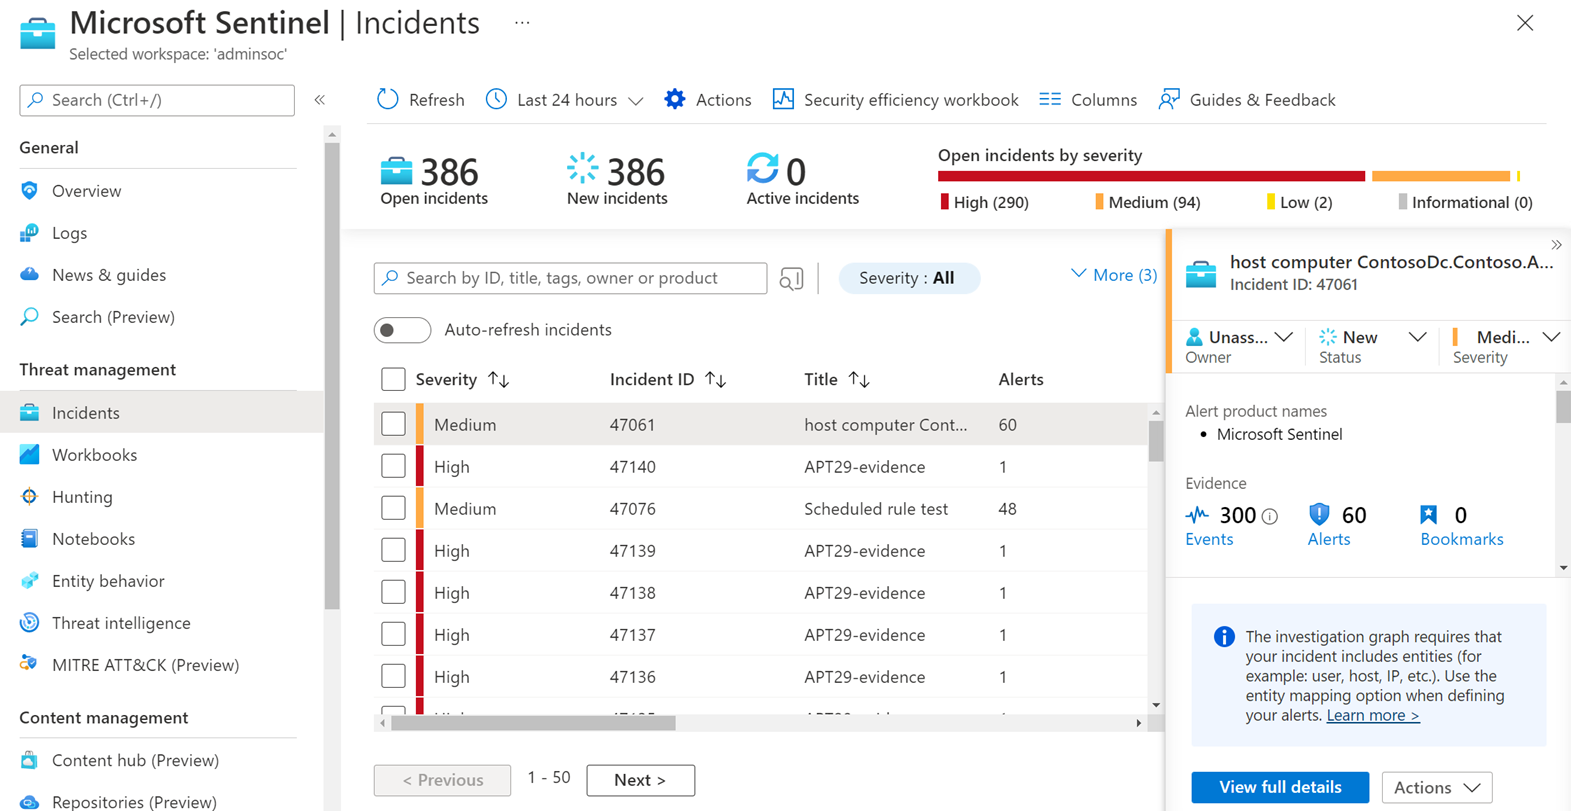 Microsoft Sentinel | Incidents ...
Selected workspace: 'adminsoc'
Search (Ctrl+/)
«
General
Overview
Logs
News & guides
Search (Preview)
Threat management
Incidents
Workbooks
Hunting
Notebooks
Entity behavior
Threat intelligence
MITRE ATT&CK (Preview)
Content management
Content hub (Preview)
Repositories (Preview)
Refresh
Last 24 hours
Actions
Security efficiency workbook
Columns
Guides & Feedback
386
Open incidents
386
New incidents
0
Active incidents
Open incidents by severity
High (290)
Medium (94)
Low (2)
Informational (0)
Search by ID, title, tags, owner or product
Severity : All
More (3)
Auto-refresh incidents
Severity Incident ID Title Alerts
Medium 47061 host computer Cont... 60
High 47140 APT29-evidence 1
Medium 47076 Scheduled rule test 48
High 47139 APT29-evidence 1
High 47138 APT29-evidence 1
High 47137 APT29-evidence 1
High 47136 APT29-evidence 1
< Previous
1 - 50
Next >
»
host computer ContosoDc.Contoso.A...
Incident ID: 47061
Unass...
Owner
New
Status
Medi...
Severity
Alert product names
• Microsoft Sentinel
Evidence
300
Events
60
Alerts
0
Bookmarks
The investigation graph requires that
your incident includes entities (for
example: user, host, IP, etc.). Use the
entity mapping option when defining
your alerts. Learn more >
View full details
Actions